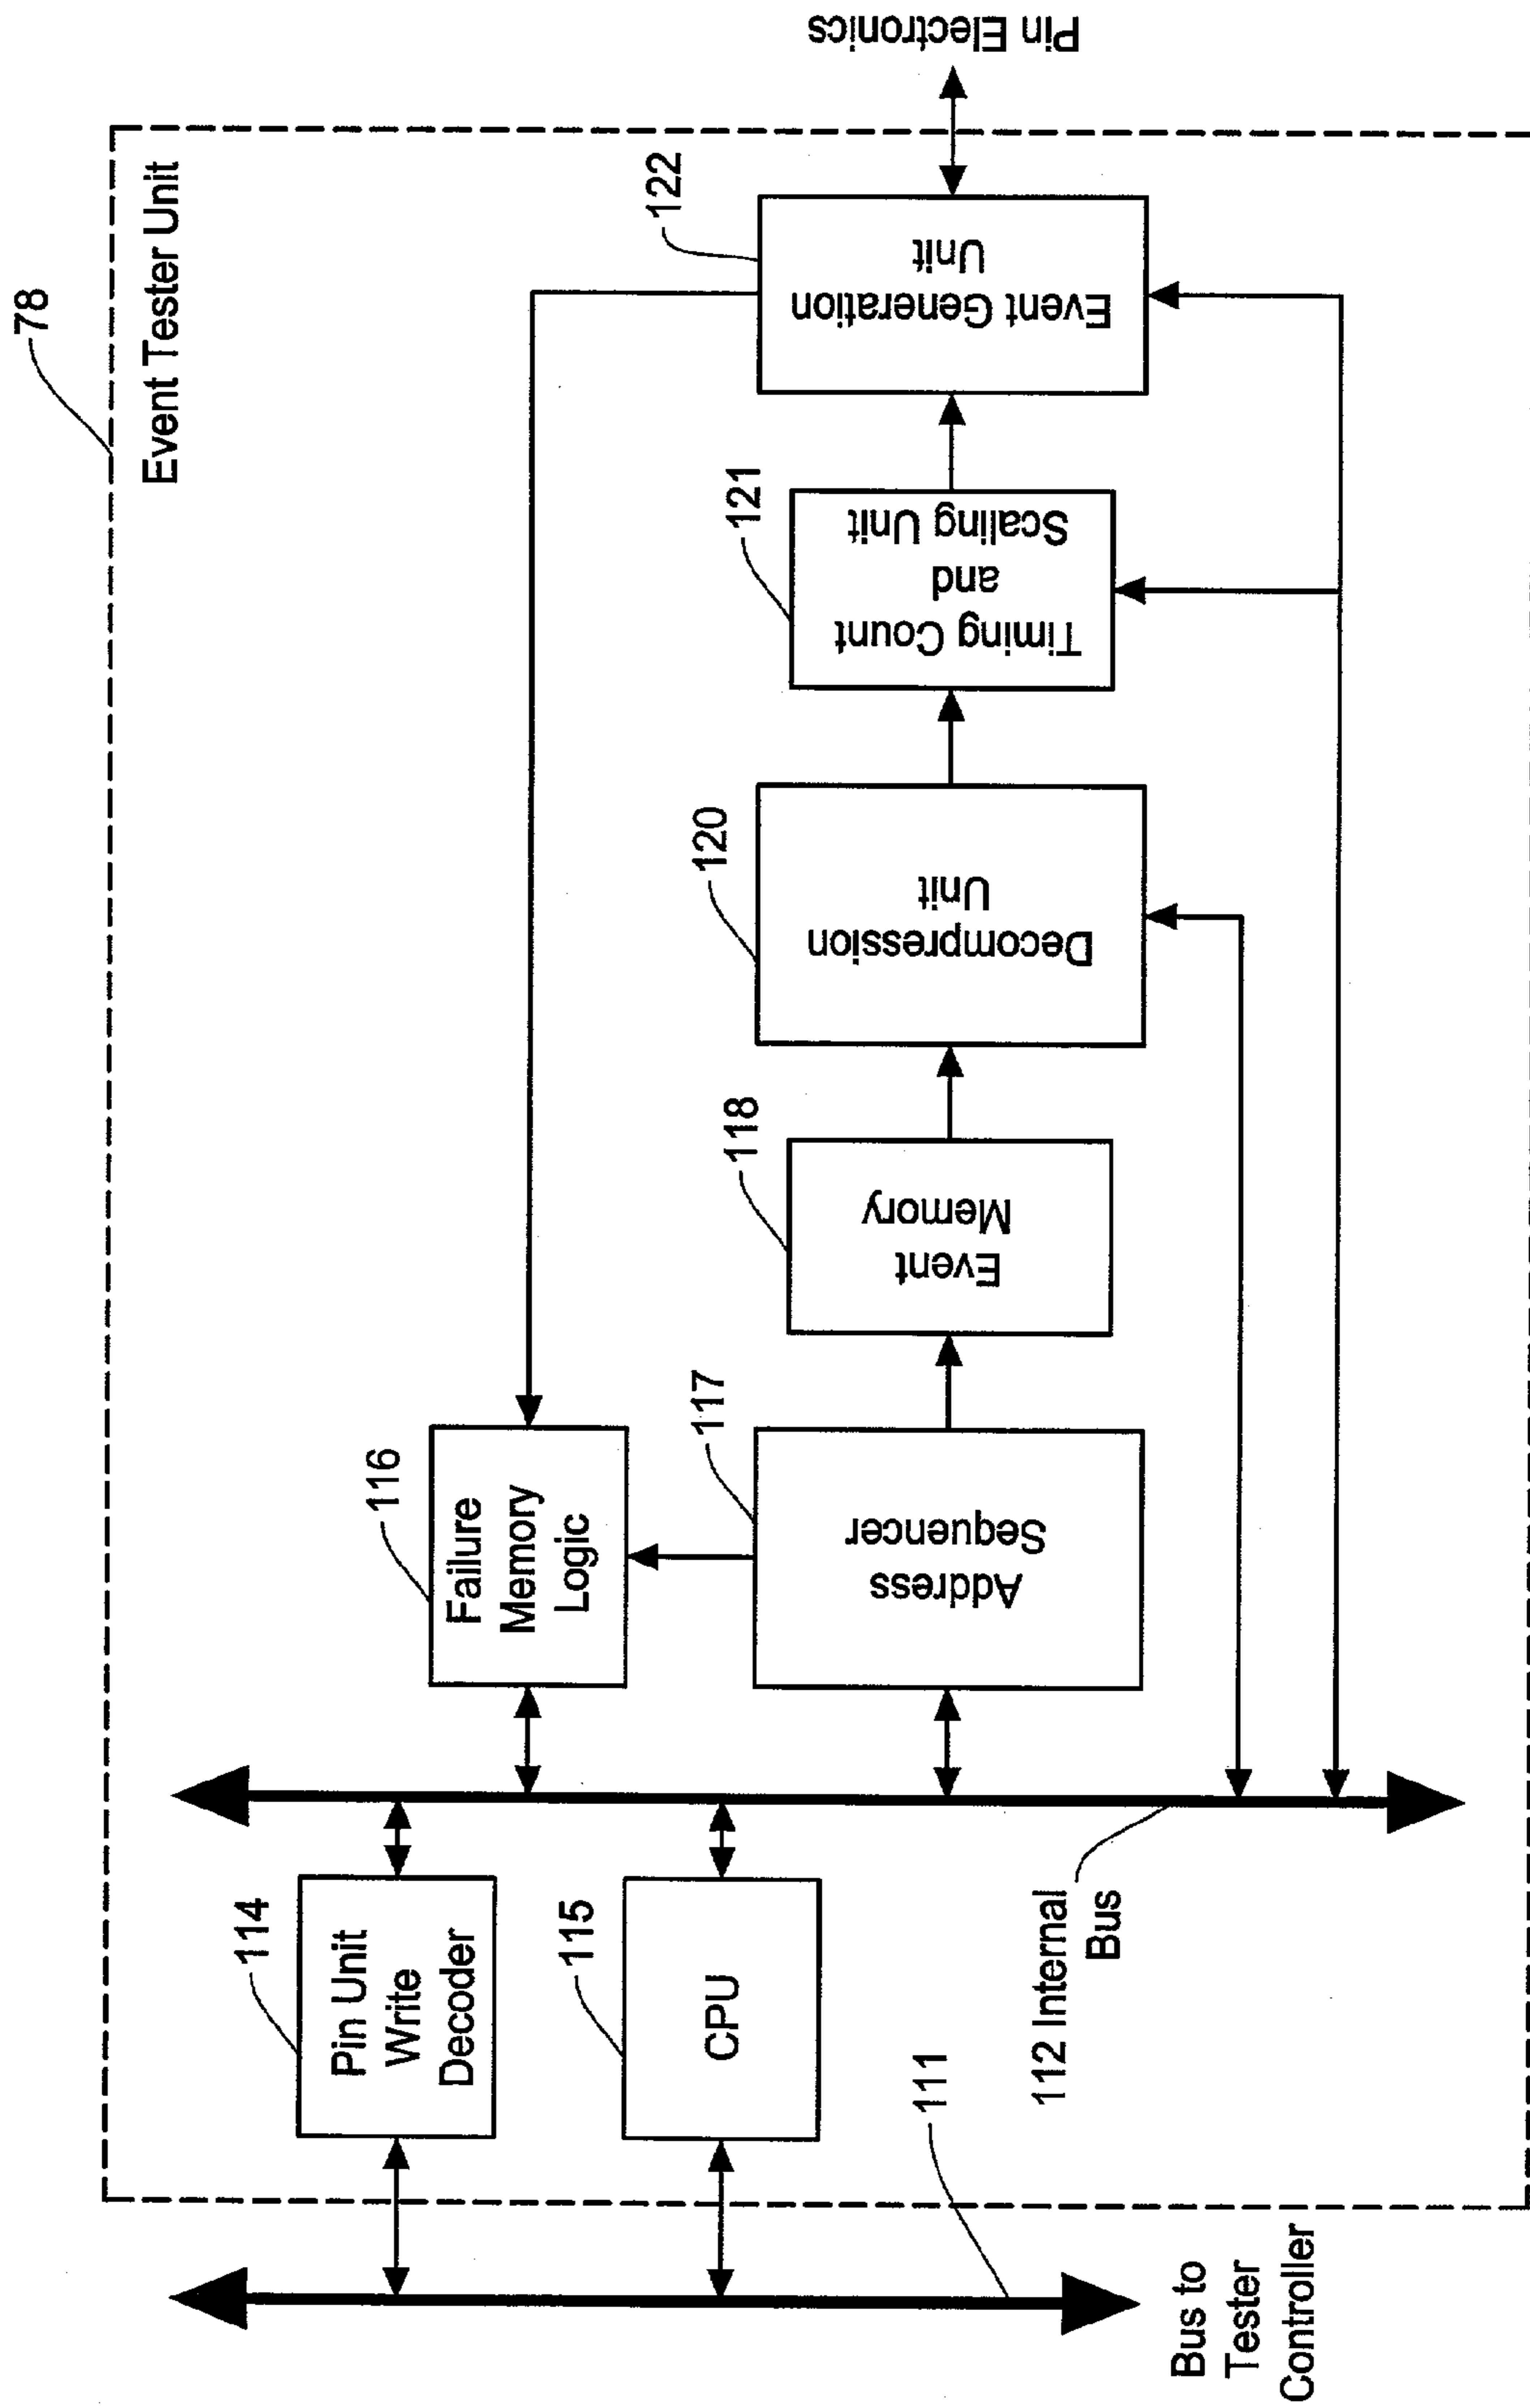 78
Event Tester Unit
114
Pin Unit
Write
Decoder
115
CPU
116
Failure
Memory
Logic
117
Address
Sequencer
118
Event
Memory
120
Decompression
Unit
121
Timing Count
and
Scaling Unit
122
Event Generation
Unit
Pin Electronics
112 Internal
Bus
111
Bus to
Tester
Controller